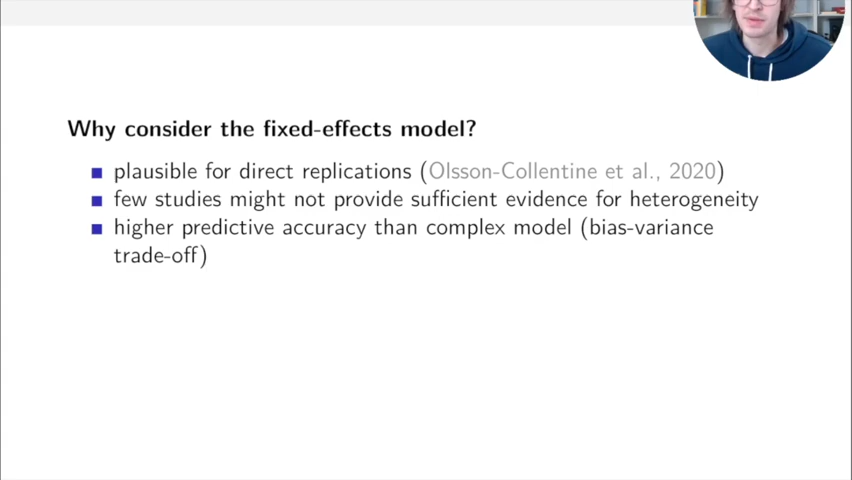 Why consider the fixed-effects model?
plausible for direct replications (Olsson-Collentine et al., 2020)
few studies might not provide sufficient evidence for heterogeneity
higher predictive accuracy than complex model (bias-variance
trade-off)